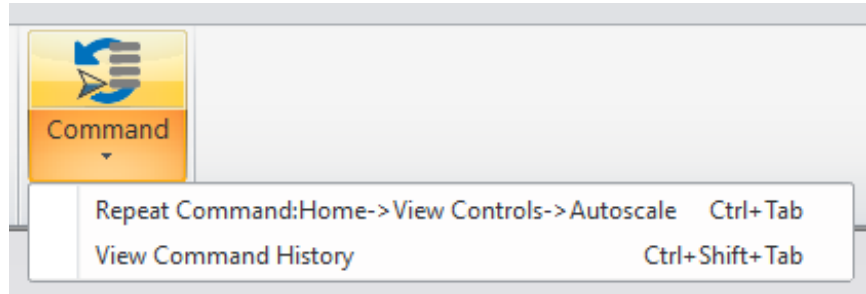 Command
Repeat Command:Home->View Controls->Autoscale Ctrl+Tab
View Command History Ctrl+Shift+Tab